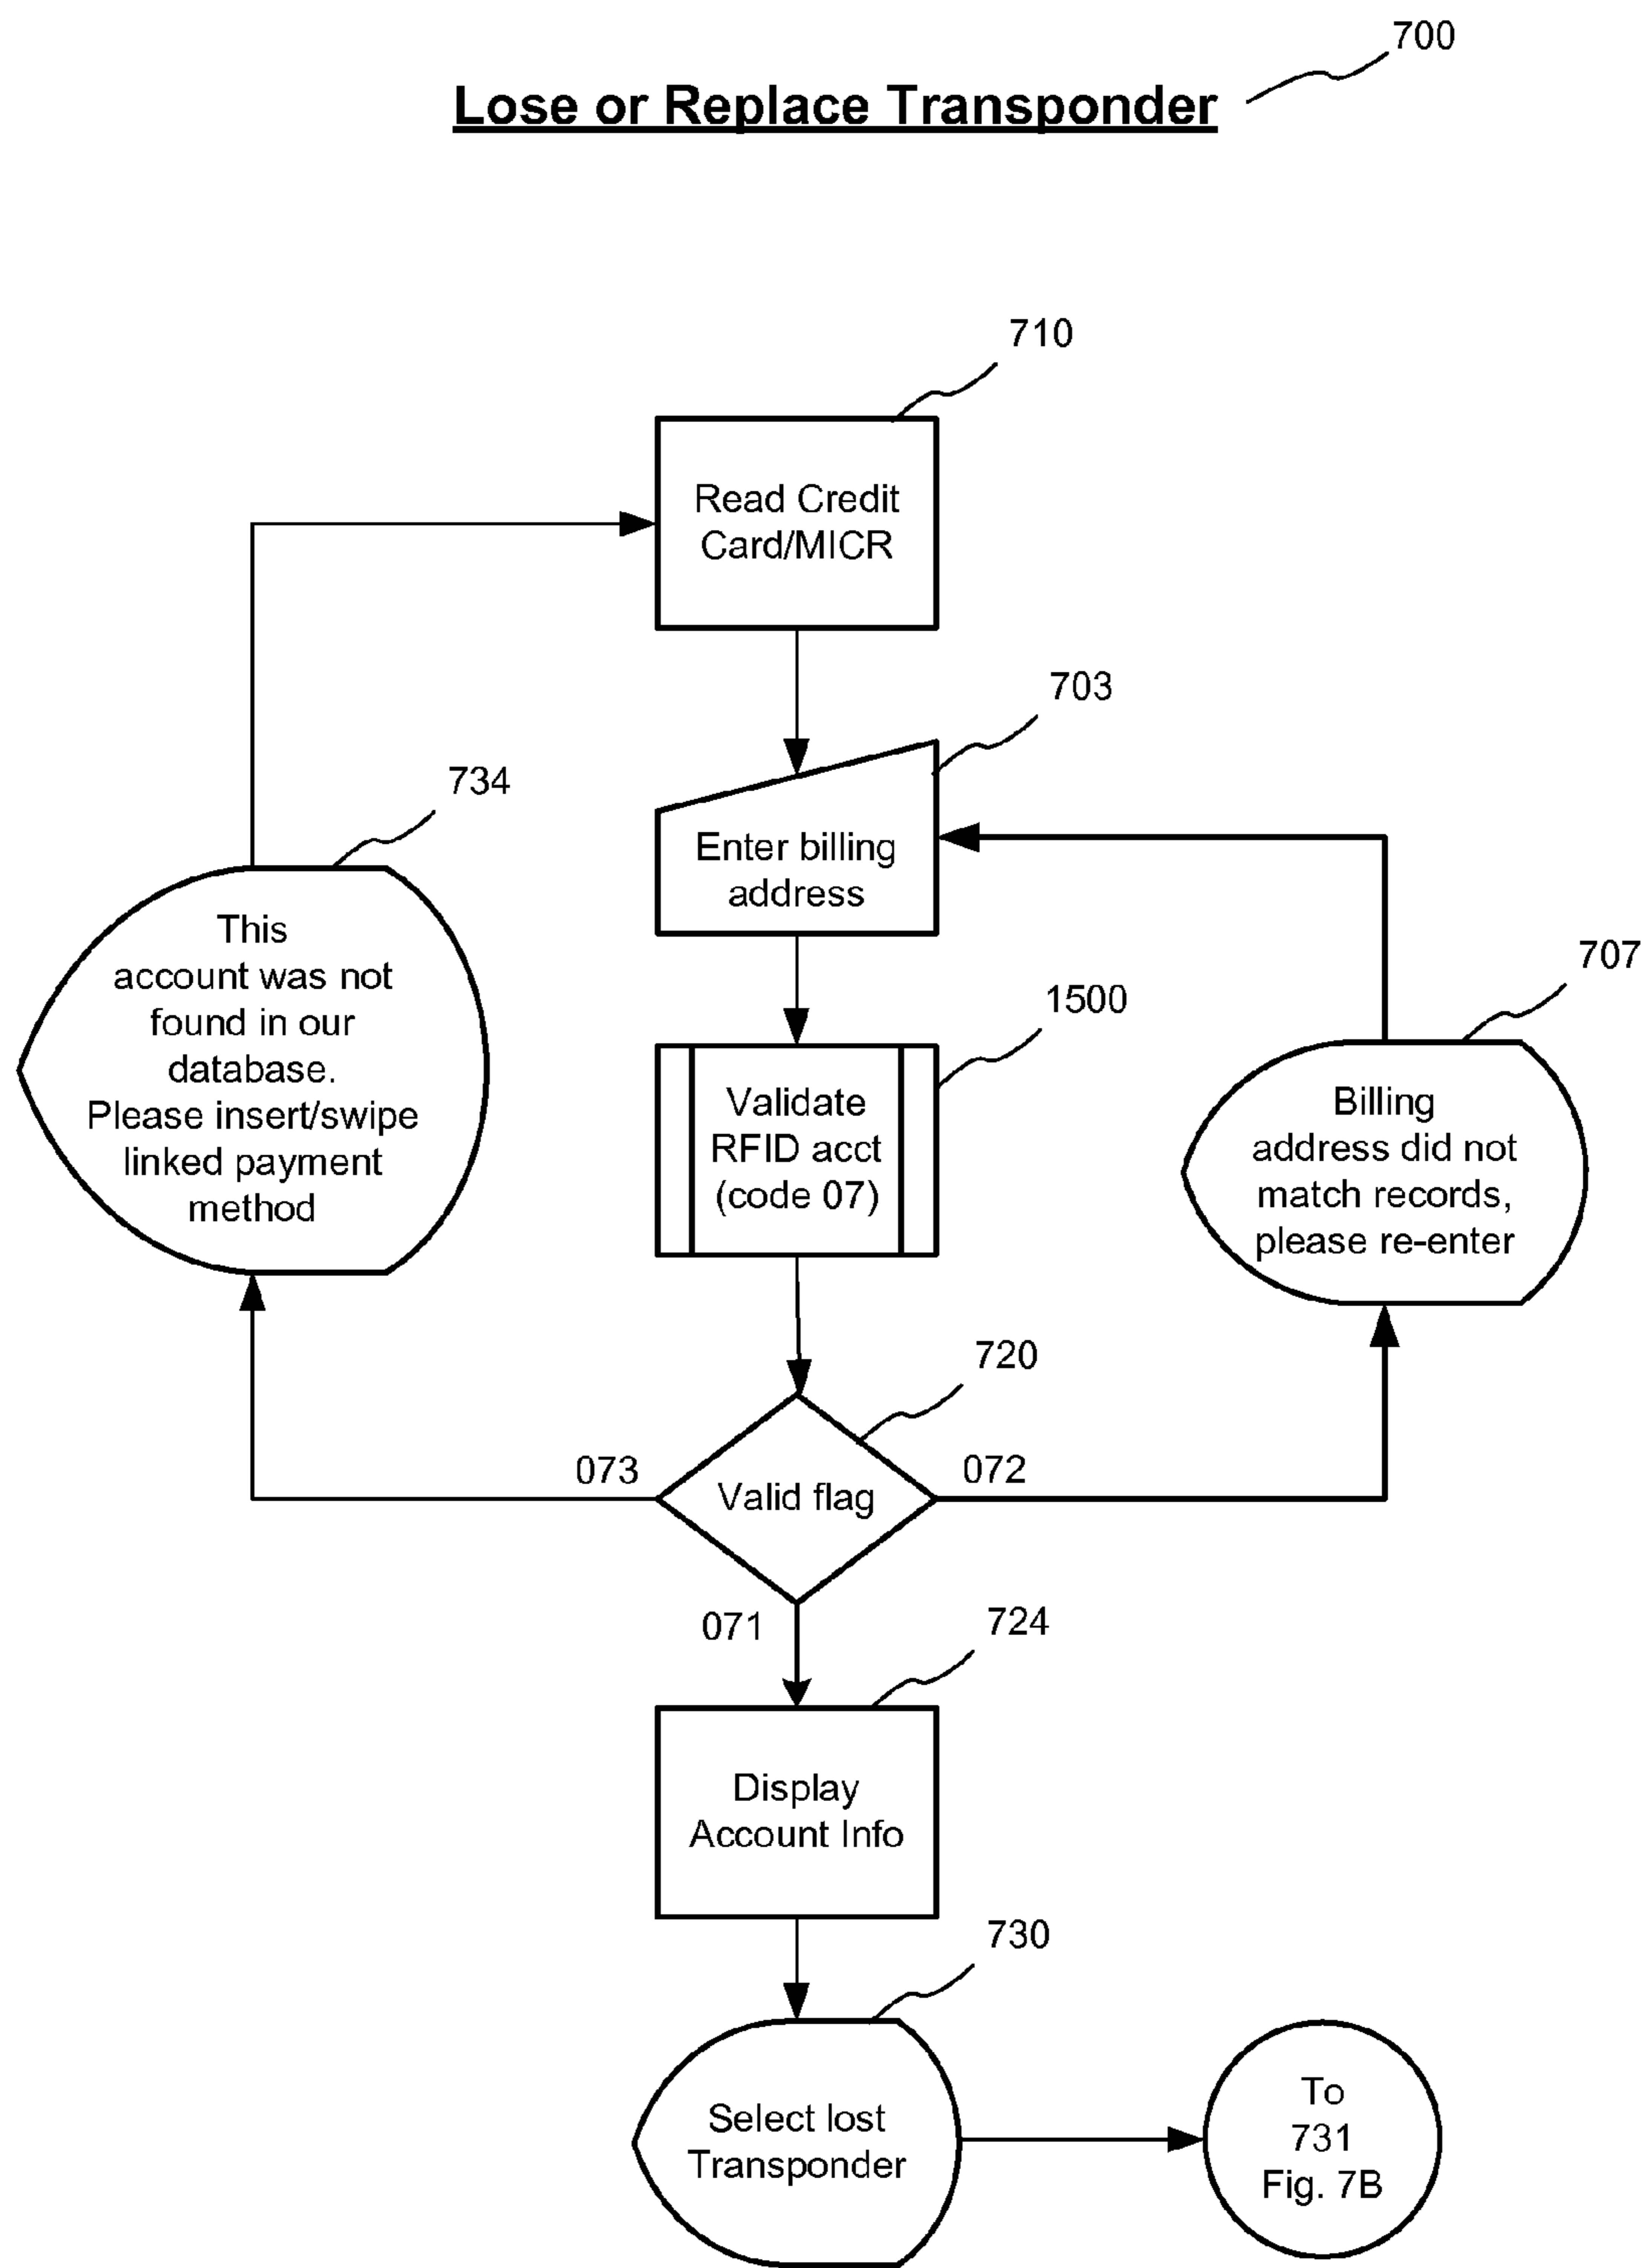 700
Lose or Replace Transponder
710
Read Credit
Card/MICR
703
Enter billing
address
734
This
account was not
found in our
database.
Please insert/swipe
linked payment
method
1500
Validate
RFID acct
(code 07)
707
Billing
address did not
match records,
please re-enter
720
073
Valid flag
072
071
724
Display
Account Info
730
Select lost
Transponder
To
731
Fig. 7B